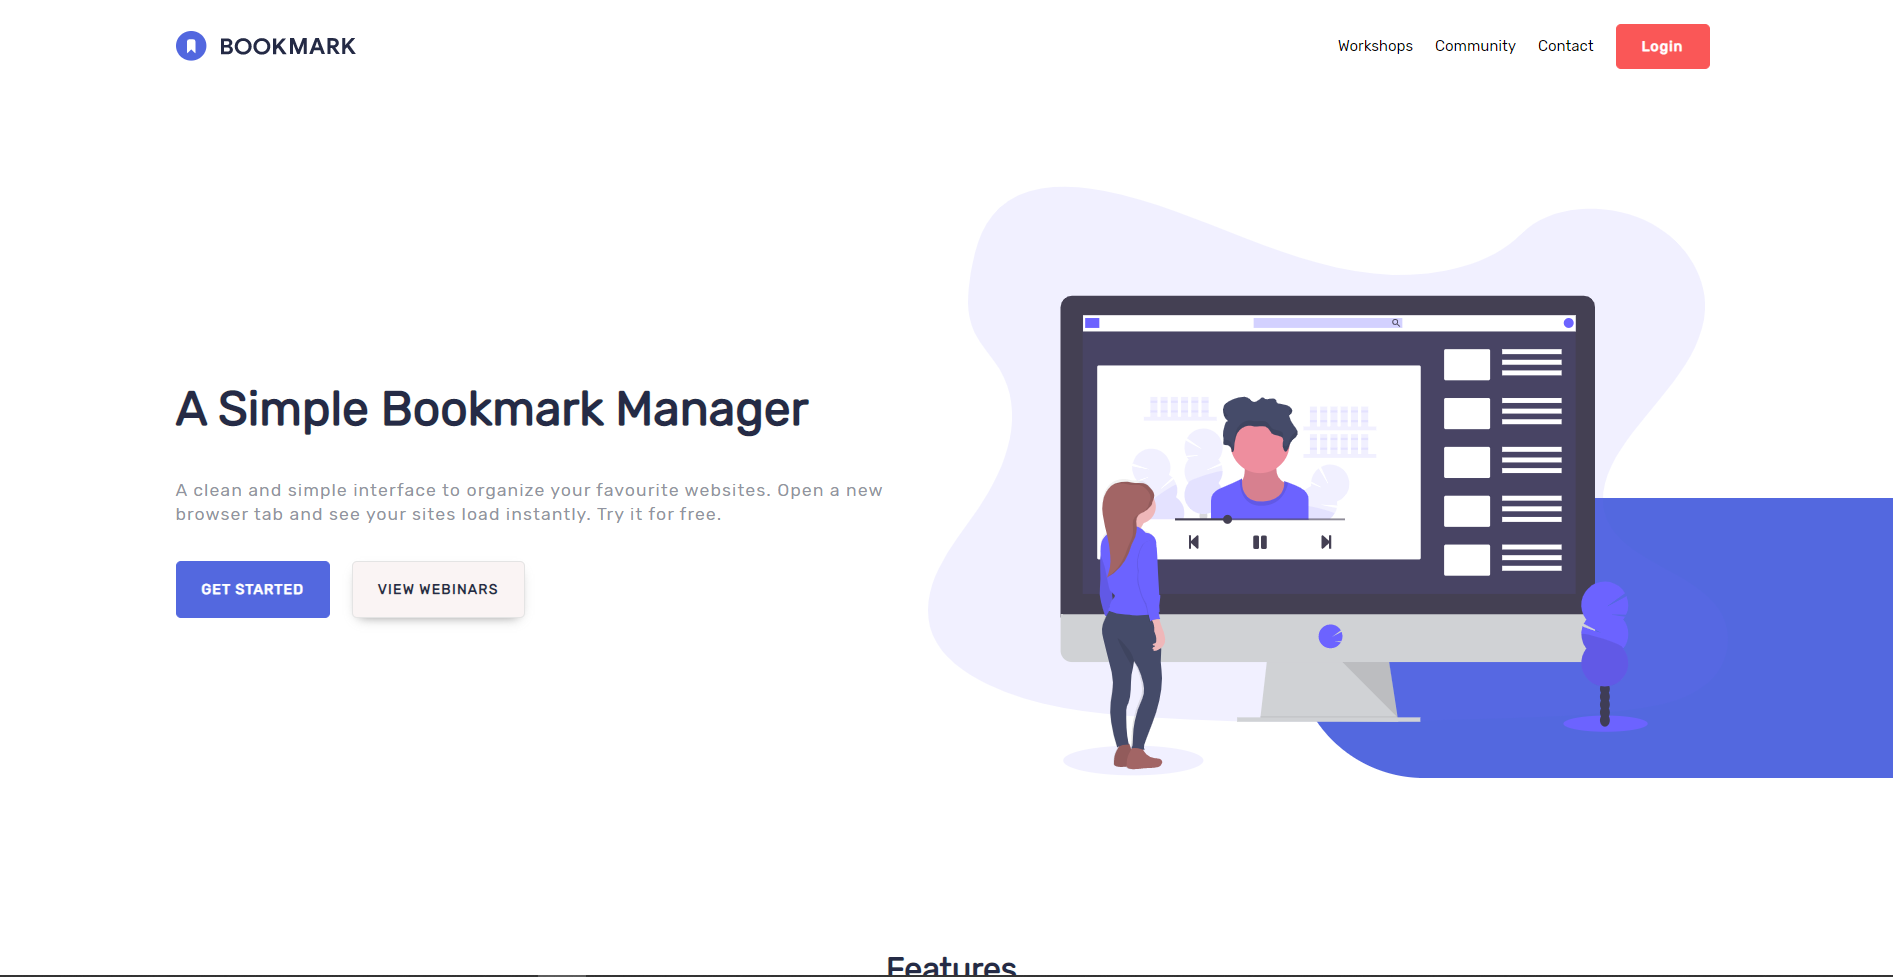 BOOKMARK
Workshops Community Contact Login
A Simple Bookmark Manager
A clean and simple interface to organize your favourite websites. Open a new
browser tab and see your sites load instantly. Try it for free.
GET STARTED VIEW WEBINARS
Features